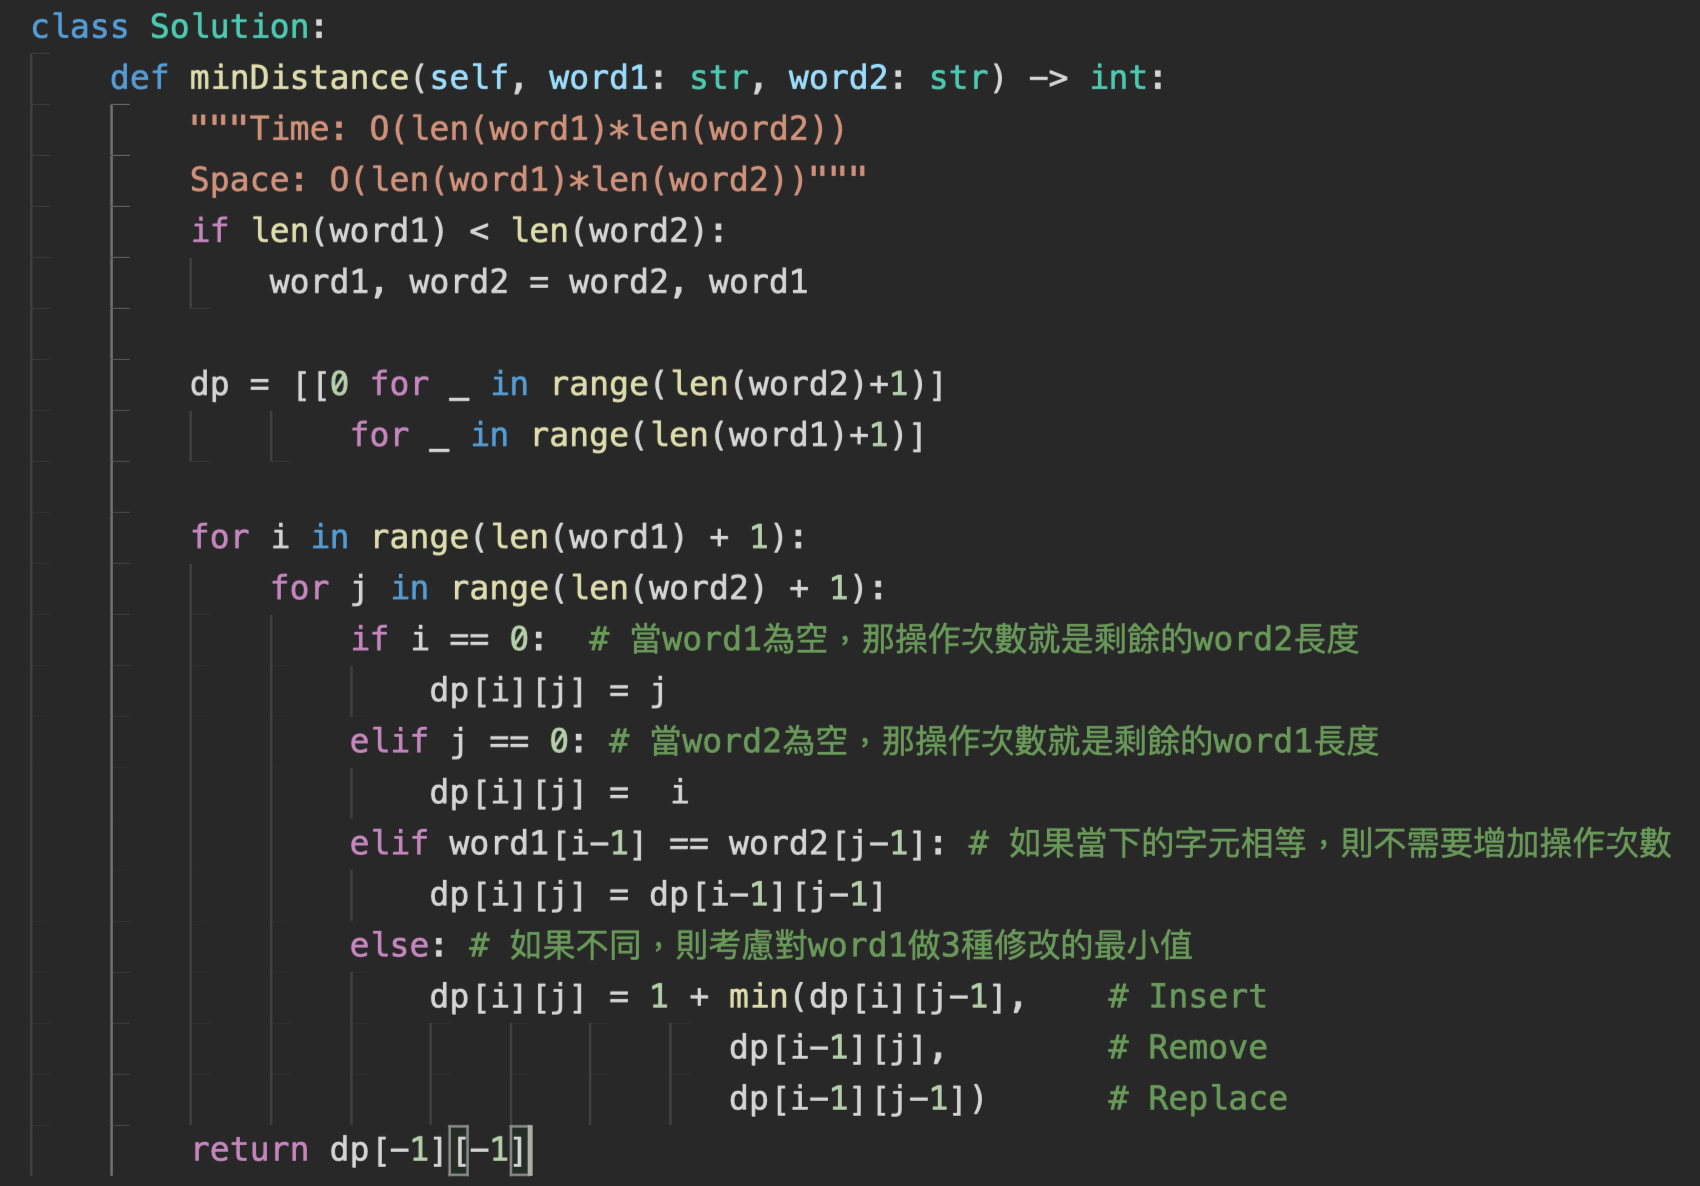 class Solution:
    def minDistance(self, word1: str, word2: str) -> int:
        """Time: O(len(word1)*len(word2))
        Space: O(len(word1)*len(word2))"""
        if len(word1) < len(word2):
            word1, word2 = word2, word1

        dp = [[0 for _ in range(len(word2)+1)]
                for _ in range(len(word1)+1)]

        for i in range(len(word1) + 1):
            for j in range(len(word2) + 1):
                if i == 0:  # 當word1為空，那操作次數就是剩餘的word2長度
                    dp[i][j] = j
                elif j == 0: # 當word2為空，那操作次數就是剩餘的word1長度
                    dp[i][j] =  i
                elif word1[i-1] == word2[j-1]: # 如果當下的字元相等，則不需要增加操作次數
                    dp[i][j] = dp[i-1][j-1]
                else: # 如果不同，則考慮對word1做3種修改的最小值
                    dp[i][j] = 1 + min(dp[i][j-1],    # Insert
                                   dp[i-1][j],        # Remove
                                   dp[i-1][j-1])      # Replace
        return dp[-1][-1]